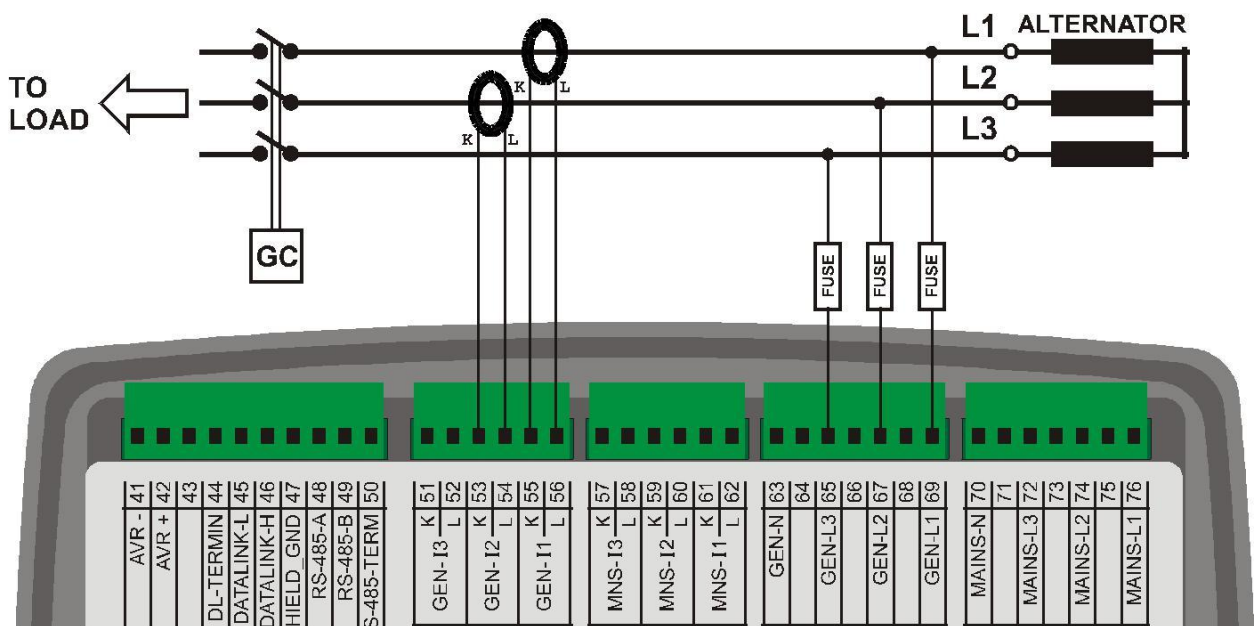 L1 ALTERNATOR
L2
L3
TO
LOAD
K L
K L
GC
FUSE
FUSE
FUSE
41 42 43 44 45 46 47 48 49 50
AVR -
AVR +
DL-TERMIN
DATALINK-L
DATALINK-H
HIELD_GND
RS-485-A
RS-485-B
S-485-TERM
51 52 53 54 55 56
K L K L K L
GEN-I3
GEN-I2
GEN-I1
57 58 59 60 61 62
K L K L K L
MNS-I3
MNS-I2
MNS-I1
63 64 65 66 67 68 69
GEN-N
GEN-L3
GEN-L2
GEN-L1
70 71 72 73 74 75 76
MAINS-N
MAINS-L3
MAINS-L2
MAINS-L1